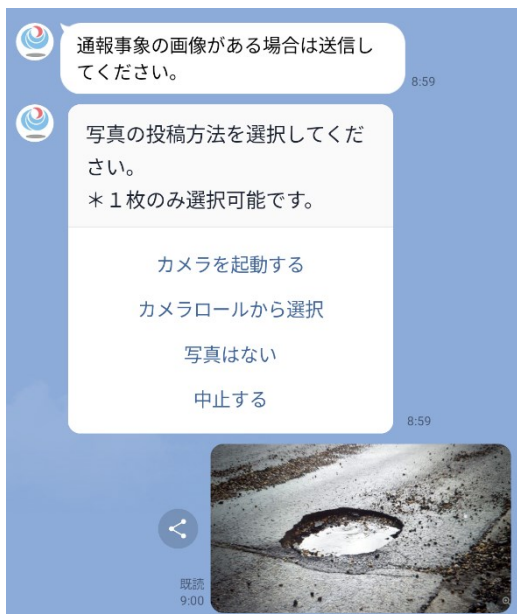 通報事象の画像がある場合は送信し
てください。
8:59
写真の投稿方法を選択してくだ
さい。
＊１枚のみ選択可能です。
カメラを起動する
カメラロールから選択
写真はない
中止する
8:59
既読
9:00